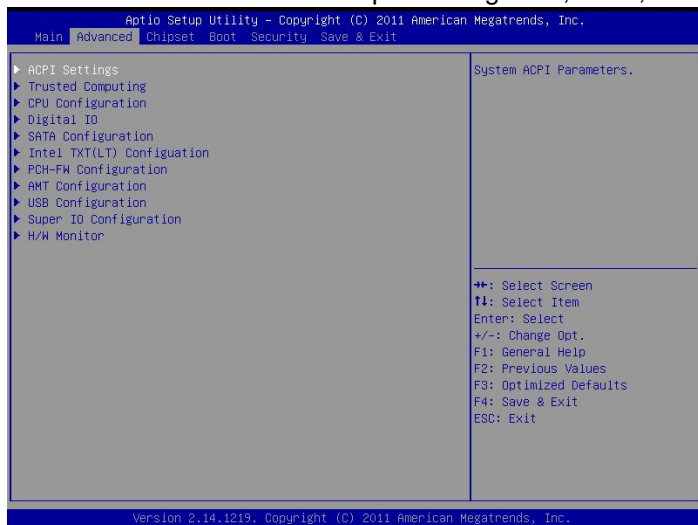 Aptio Setup Utility - Copyright (C) 2011 American Megatrends, Inc.
Main Advanced Chipset Boot Security Save & Exit
ACPI Settings
Trusted Computing
CPU Configuration
Digital IO
SATA Configuration
Intel TXT(LT) Configuation
PCH-FW Configuration
AMT Configuration
USB Configuration
Super IO Configuration
H/W Monitor
System ACPI Parameters.
→←: Select Screen
↑↓: Select Item
Enter: Select
+/-: Change Opt.
F1: General Help
F2: Previous Values
F3: Optimized Defaults
F4: Save & Exit
ESC: Exit
Version 2.14.1219. Copyright (C) 2011 American Megatrends, Inc.